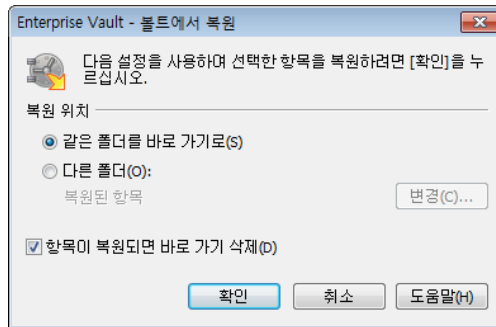 Enterprise Vault - 볼트에서 복원
다음 설정을 사용하여 선택한 항목을 복원하려면 [확인]을 누
르십시오.
복원 위치
같은 폴더를 바로 가기로(S)
다른 폴더(O):
복원된 항목
변경(C)...
항목이 복원되면 바로 가기 삭제(D)
확인
취소
도움말(H)